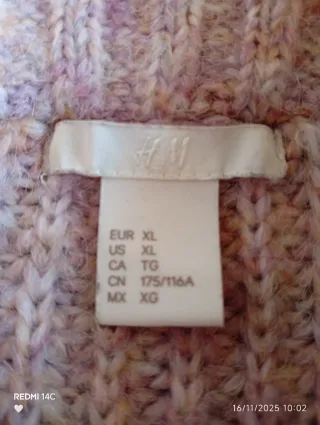 H&M
EUR XL
US XL
CA TG
CN 175/116A
MX XG
REDMI 14C
16/11/2025 10:02